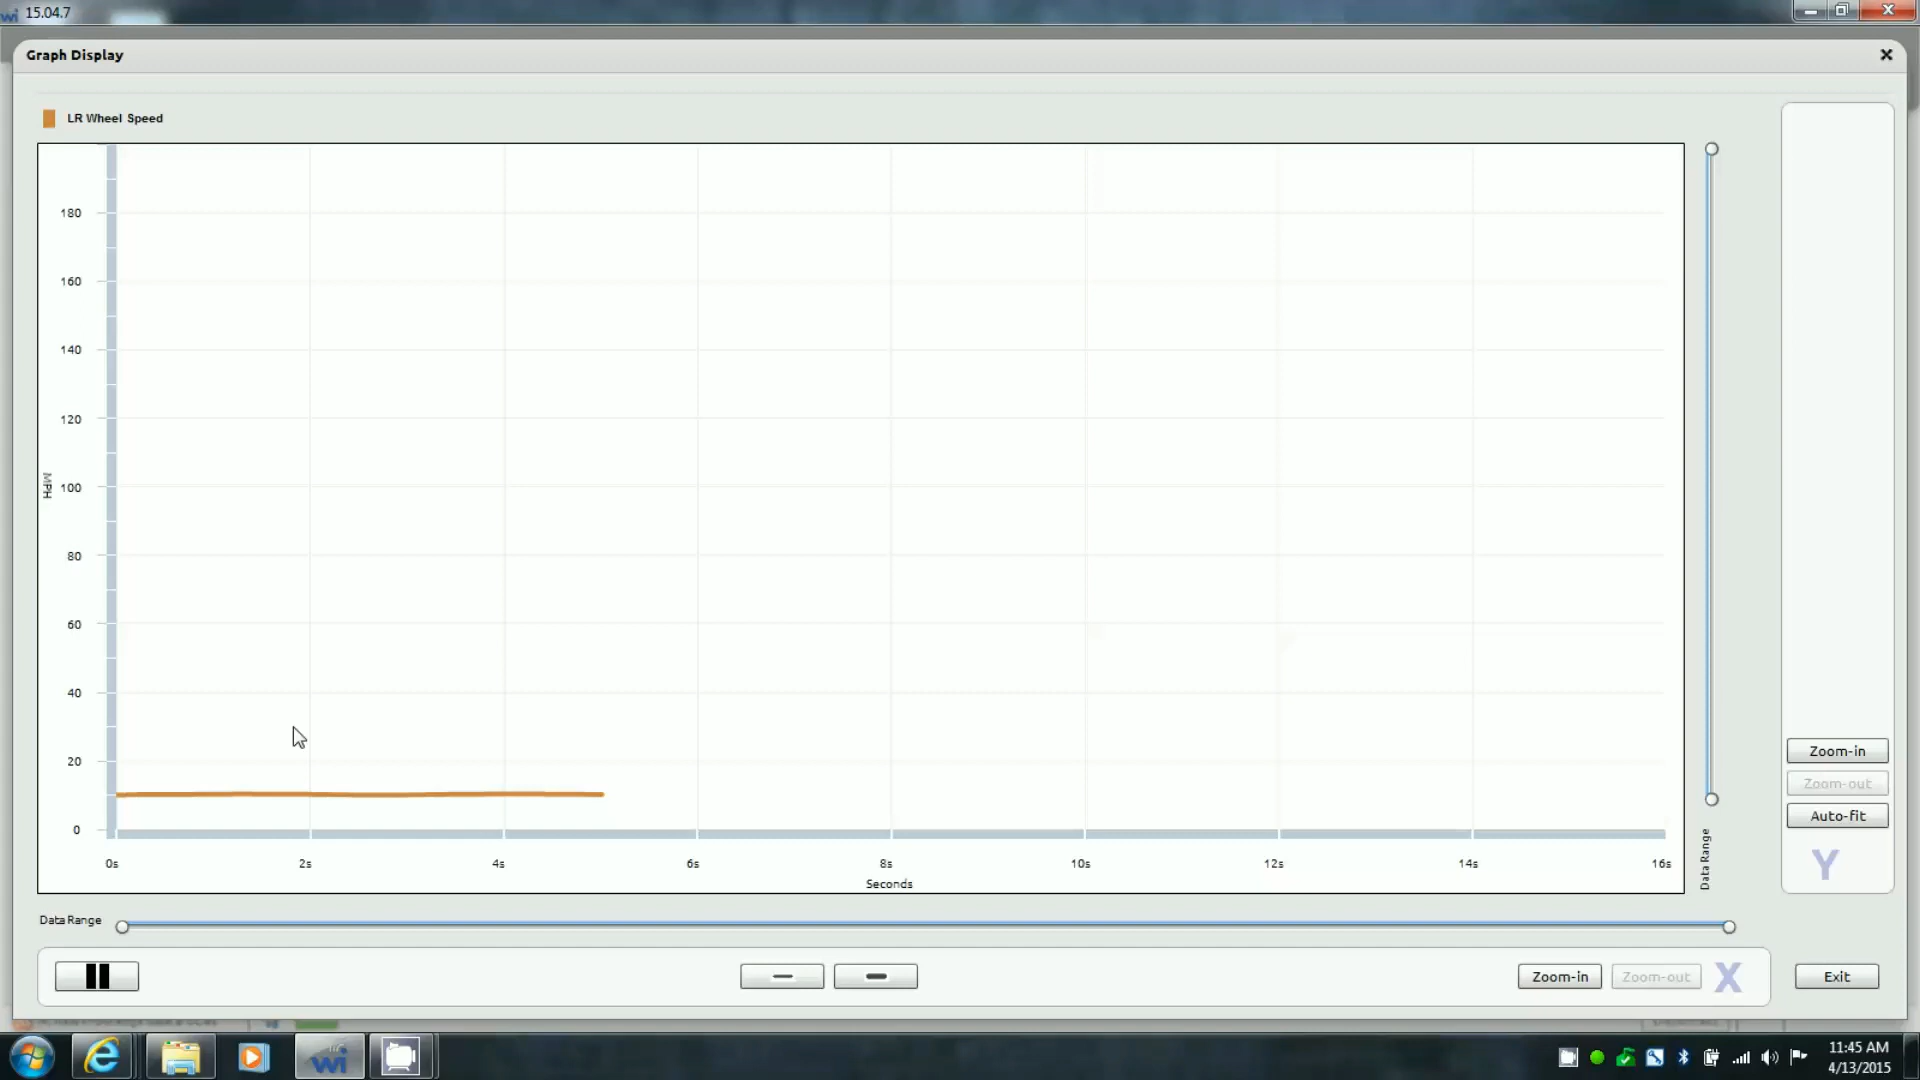 wi 15.04.7
Graph Display
LR Wheel Speed
180
160
140
120
100
80
60
40
20
0
MPH
0s 2s 4s 6s 8s 10s 12s 14s 16s
Seconds
Data Range
Zoom-in
Zoom-out
Auto-fit
Y
Data Range
Zoom-in Zoom-out X Exit
wi
11:45 AM
4/13/2015